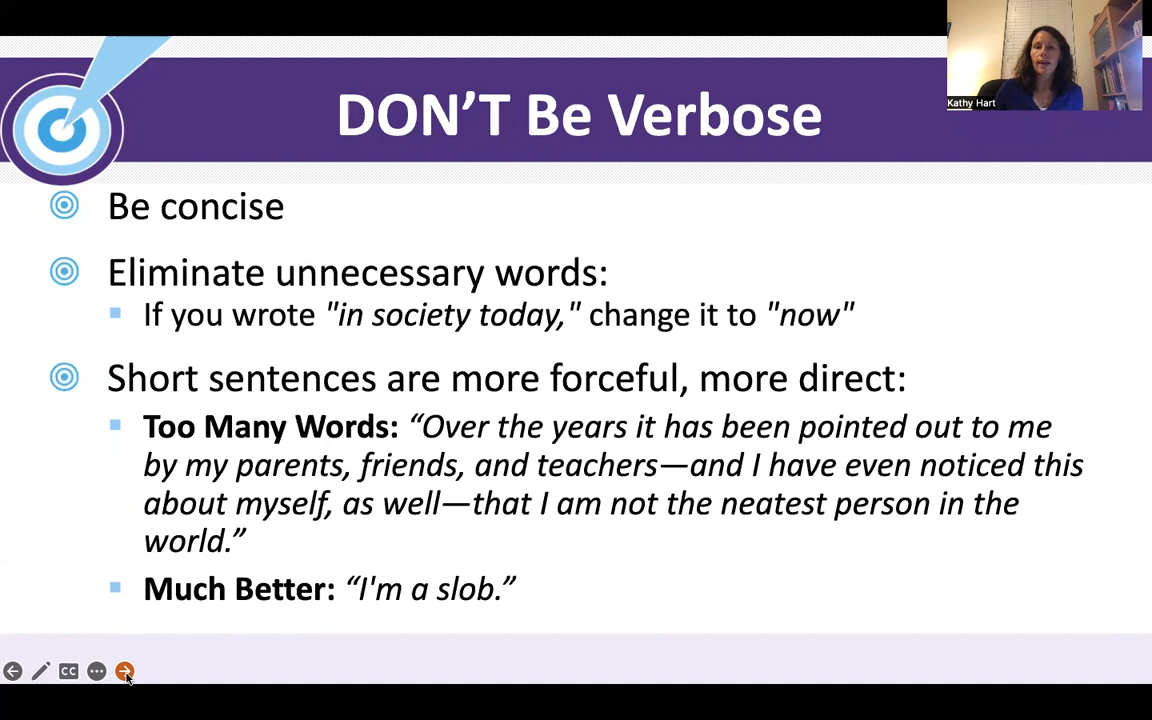 DON’T Be Verbose
Kathy Hart
Be concise
Eliminate unnecessary words:
If you wrote "in society today," change it to "now"
Short sentences are more forceful, more direct:
Too Many Words: “Over the years it has been pointed out to me
by my parents, friends, and teachers—and I have even noticed this
about myself, as well—that I am not the neatest person in the
world.”
Much Better: “I'm a slob.”
CC